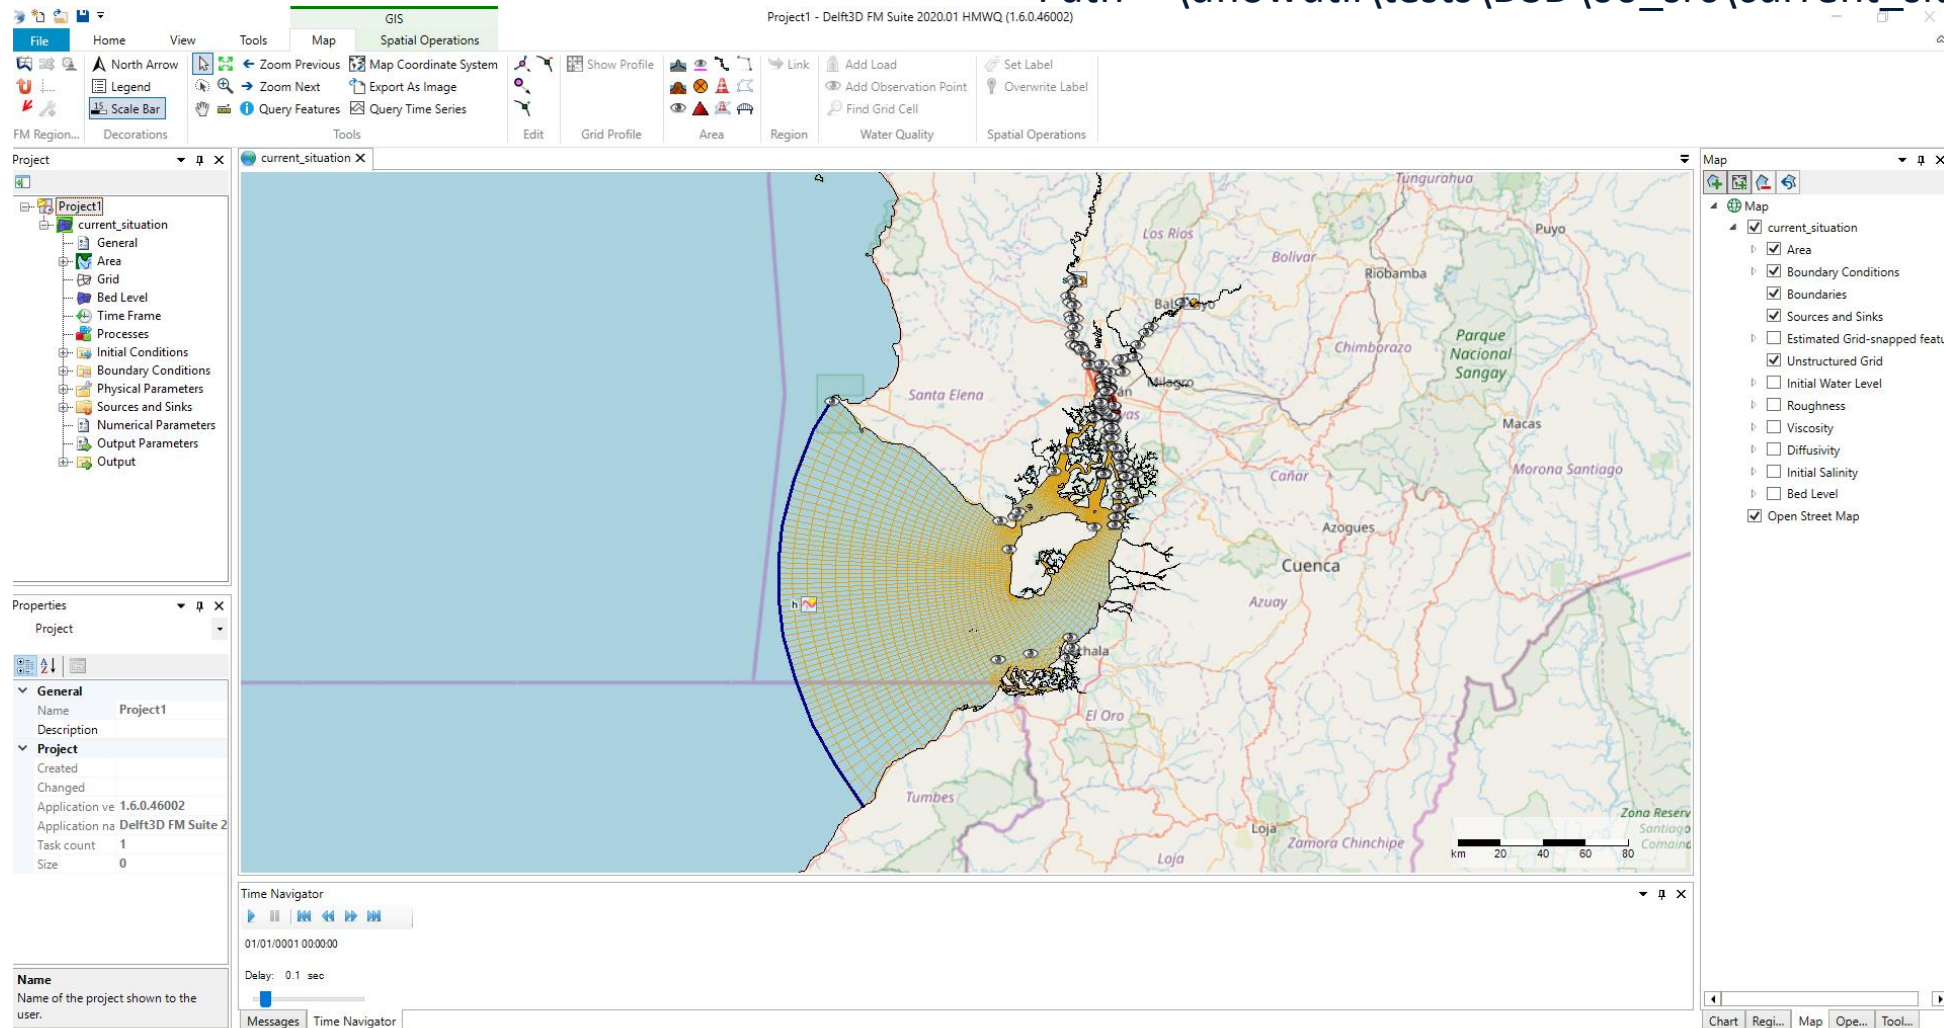 GIS
Project1 - Delft3D FM Suite 2020.01 HMWQ (1.6.0.46002)
File Home View Tools Map Spatial Operations
North Arrow Zoom Previous Map Coordinate System Show Profile Link Add Load Set Label
Legend Zoom Next Export As Image Add Observation Point Overwrite Label
Scale Bar Query Features Query Time Series Find Grid Cell
FM Region... Decorations Tools Edit Grid Profile Area Region Water Quality Spatial Operations
Project
Project1
current_situation
General
Area
Grid
Bed Level
Time Frame
Processes
Initial Conditions
Boundary Conditions
Physical Parameters
Sources and Sinks
Numerical Parameters
Output Parameters
Output
Properties
Project
General
Name Project1
Description
Project
Created
Changed
Application ve 1.6.0.46002
Application na Delft3D FM Suite 2
Task count 1
Size 0
Name
Name of the project shown to the
user.
current_situation
Tungurahua
Los Ríos
Puyo
Bolívar
Riobamba
Parque
Nacional
Sangay
Chimborazo
Milagro
Santa Elena
Macas
Cañar
Morona Santiago
Azogues
Cuenca
Azuay
h
El Oro
Tumbes
Loja
Zamora Chinchipe
Loja
Zona Reserv
Santiago
Comaina
km 20 40 60 80
Time Navigator
01/01/0001 00:00:00
Delay: 0.1 sec
Messages Time Navigator
Map
Map
current_situation
Area
Boundary Conditions
Boundaries
Sources and Sinks
Estimated Grid-snapped featu
Unstructured Grid
Initial Water Level
Roughness
Viscosity
Diffusivity
Initial Salinity
Bed Level
Open Street Map
Chart Regi... Map Ope... Tool...